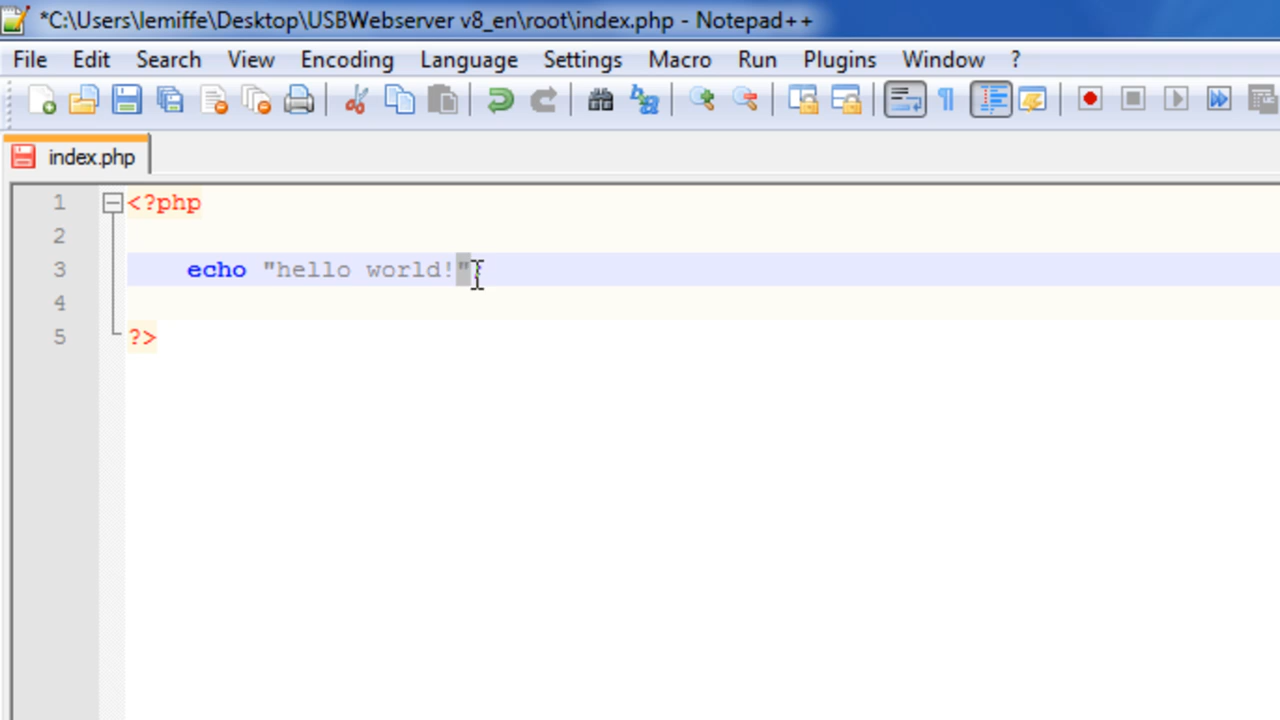 *C:\Users\lemiffe\Desktop\USBWebserver v8_en\root\index.php - Notepad++
File Edit Search View Encoding Language Settings Macro Run Plugins Window ?
index.php
1 <?php
2
3 echo "hello world!";
4
5 ?>